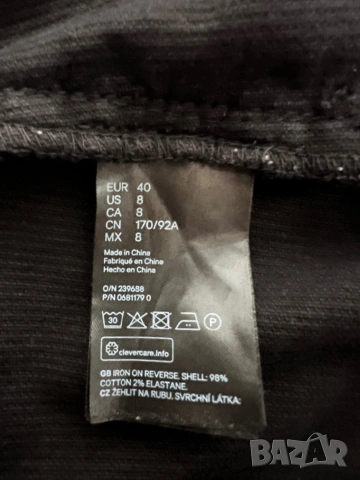 EUR 40
US 8
CA 8
CN 170/92A
MX 8
Made in China
Fabriqué en Chine
Hecho en China
O/N 239688
P/N 0681179 0
30 P
clevercare.info
GB IRON ON REVERSE. SHELL: 98%
COTTON 2% ELASTANE.
CZ ŽEHLIT NA RUBU. SVRCHNÍ LÁTKA:
BAZAR